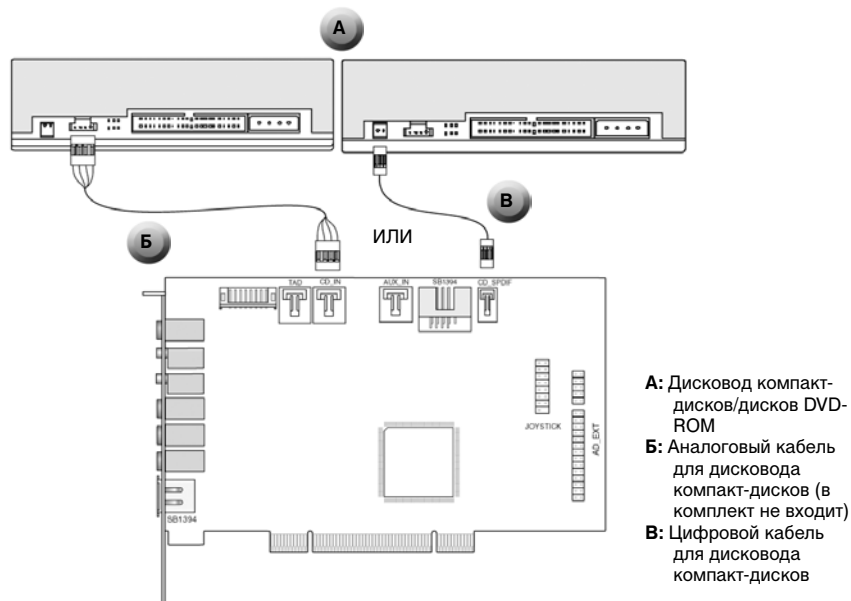 А
В
Б
ИЛИ
TAD
CD_IN
AUX_IN
SB1394
CD_SPDIF
JOYSTICK
AD_EXT
SB1394
А: Дисковод компакт-
дисков/дисков DVD-
ROM
Б: Аналоговый кабель
для дисковода
компакт-дисков (в
комплект не входит)
В: Цифровой кабель
для дисковода
компакт-дисков